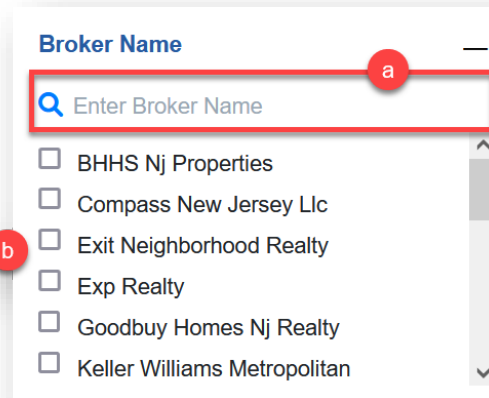 Broker Name
a
Enter Broker Name
BHHS Nj Properties
Compass New Jersey Llc
b
Exit Neighborhood Realty
Exp Realty
Goodbuy Homes Nj Realty
Keller Williams Metropolitan